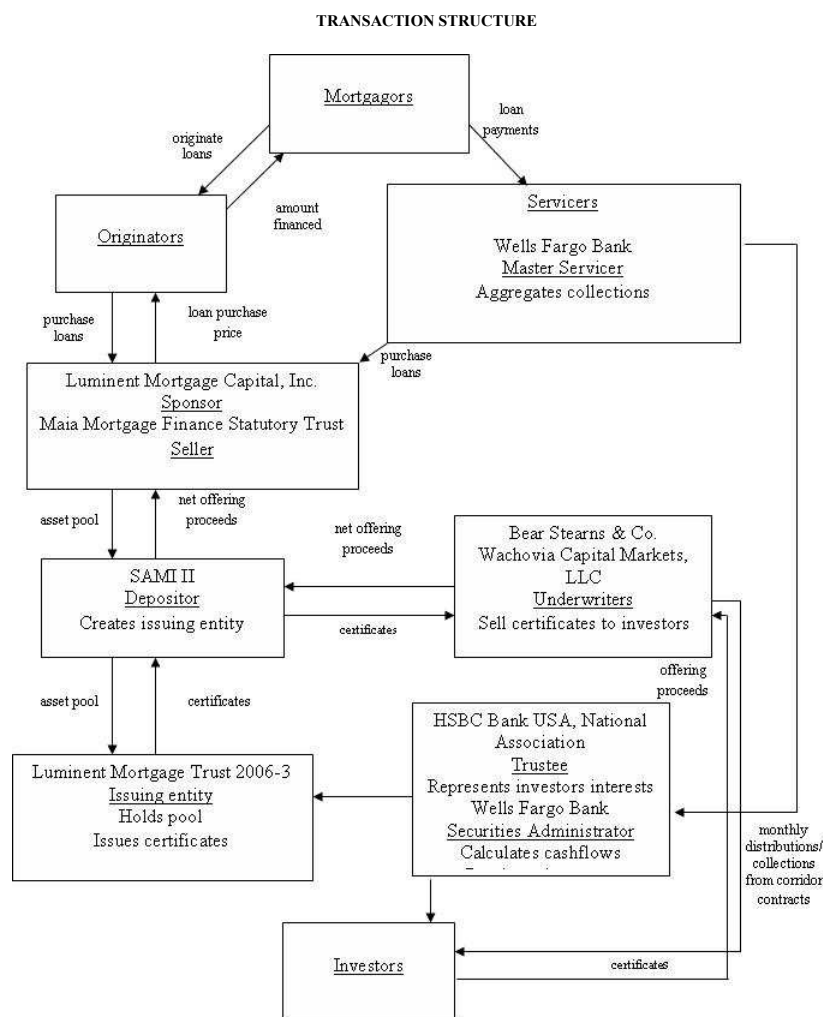 TRANSACTION STRUCTURE
Mortgagors
originate
loans
loan
payments
amount
financed
Originators
Servicers
Wells Fargo Bank
Master Servicer
Aggregates collections
purchase
loans
loan purchase
price
purchase
loans
Luminent Mortgage Capital, Inc.
Sponsor
Maia Mortgage Finance Statutory Trust
Seller
asset pool
net offering
proceeds
net offering
proceeds
Bear Stearns & Co.
Wachovia Capital Markets,
LLC
Underwriters
Sell certificates to investors
SAMI II
Depositor
Creates issuing entity
certificates
offering
proceeds
asset pool
certificates
HSBC Bank USA, National
Association
Trustee
Represents investors interests
Wells Fargo Bank
Securities Administrator
Calculates cashflows
Luminent Mortgage Trust 2006-3
Issuing entity
Holds pool
Issues certificates
monthly
distributions/
collections
from corridor
contracts
Investors
certificates